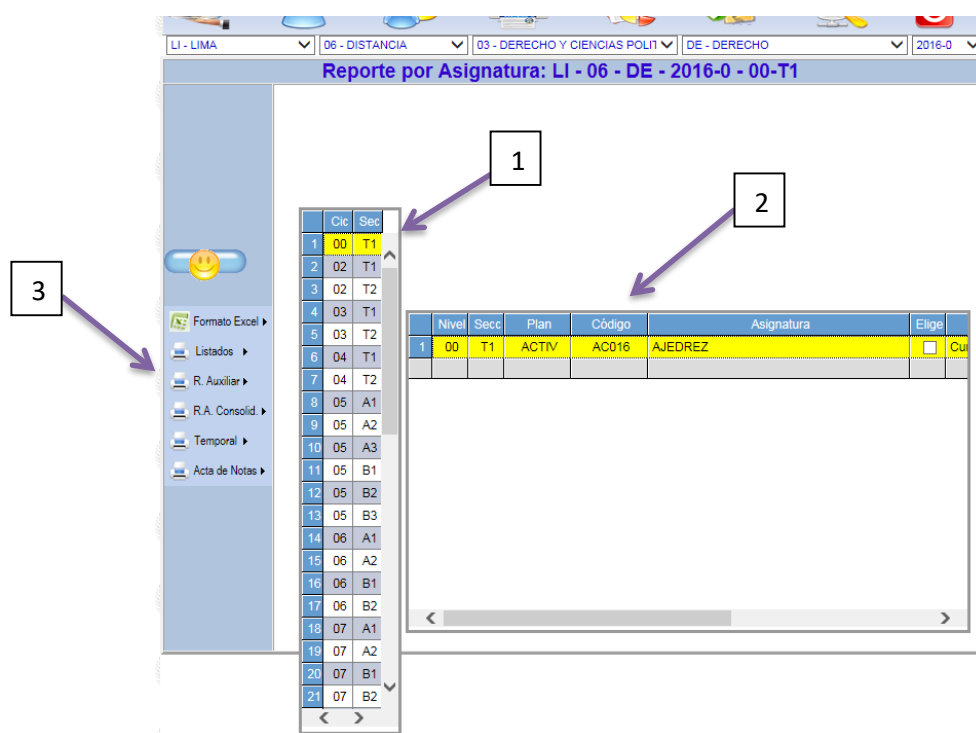 LI - LIMA 06 - DISTANCIA 03 - DERECHO Y CIENCIAS POLIT DE - DERECHO 2016-0
Reporte por Asignatura: LI - 06 - DE - 2016-0 - 00-T1
1
2
3
Formato Excel
Listados
R. Auxiliar
R.A. Consolid.
Temporal
Acta de Notas
Cic Sec
1 00 T1
2 02 T1
3 02 T2
4 03 T1
5 03 T2
6 04 T1
7 04 T2
8 05 A1
9 05 A2
10 05 A3
11 05 B1
12 05 B2
13 05 B3
14 06 A1
15 06 A2
16 06 B1
17 06 B2
18 07 A1
19 07 A2
20 07 B1
21 07 B2
Nivel Secc Plan Código Asignatura Elige
1 00 T1 ACTIV AC016 AJEDREZ